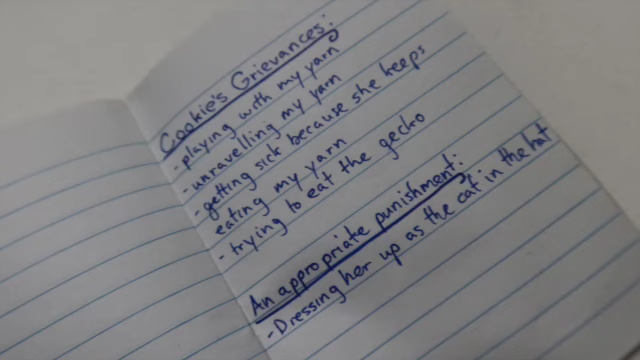 Cookie's Grievances:
- playing with my yarn
- unravelling my yarn
- getting sick because she keeps
eating my yarn
- trying to eat the gecko
An appropriate punishment:
- Dressing her up as the cat in the hat